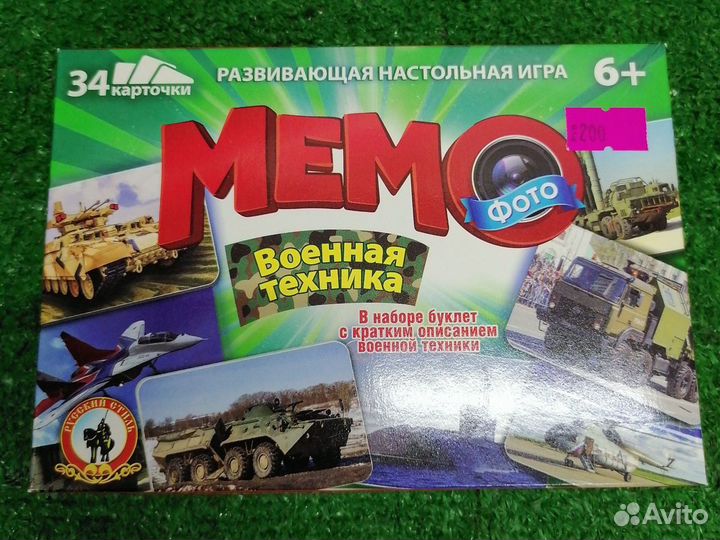 34 карточки
РАЗВИВАЮЩАЯ НАСТОЛЬНАЯ ИГРА
6+
МЕМО
ФОТО
200
Военная
техника
В наборе буклет
с кратким описанием
военной техники
РУССКИЙ СТИЛЬ
Avito